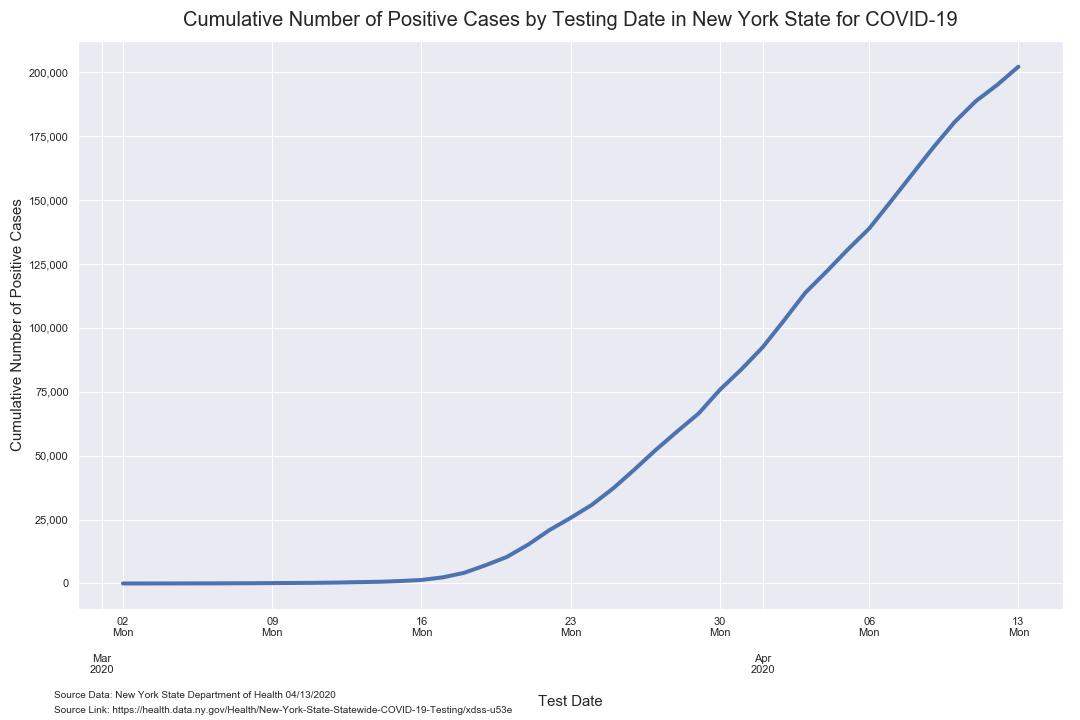 Cumulative Number of Positive Cases by Testing Date in New York State for COVID-19
Cumulative Number of Positive Cases
200,000
175,000
150,000
125,000
100,000
75,000
50,000
25,000
0
02 09 16 23 30 06 13
Mon Mon Mon Mon Mon Mon Mon
Mar Apr
2020 2020
Test Date
Source Data: New York State Department of Health 04/13/2020
Source Link: https://health.data.ny.gov/Health/New-York-State-Statewide-COVID-19-Testing/xdss-u53e